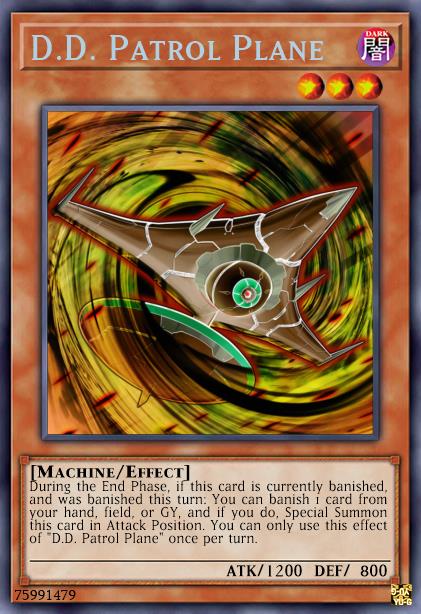 D.D. Patrol Plane
DARK
闇
[Machine/Effect]
During the End Phase, if this card is currently banished,
and was banished this turn: You can banish 1 card from
your hand, field, or GY, and if you do, Special Summon
this card in Attack Position. You can only use this effect
of "D.D. Patrol Plane" once per turn.
ATK/1200 DEF/ 800
75991479